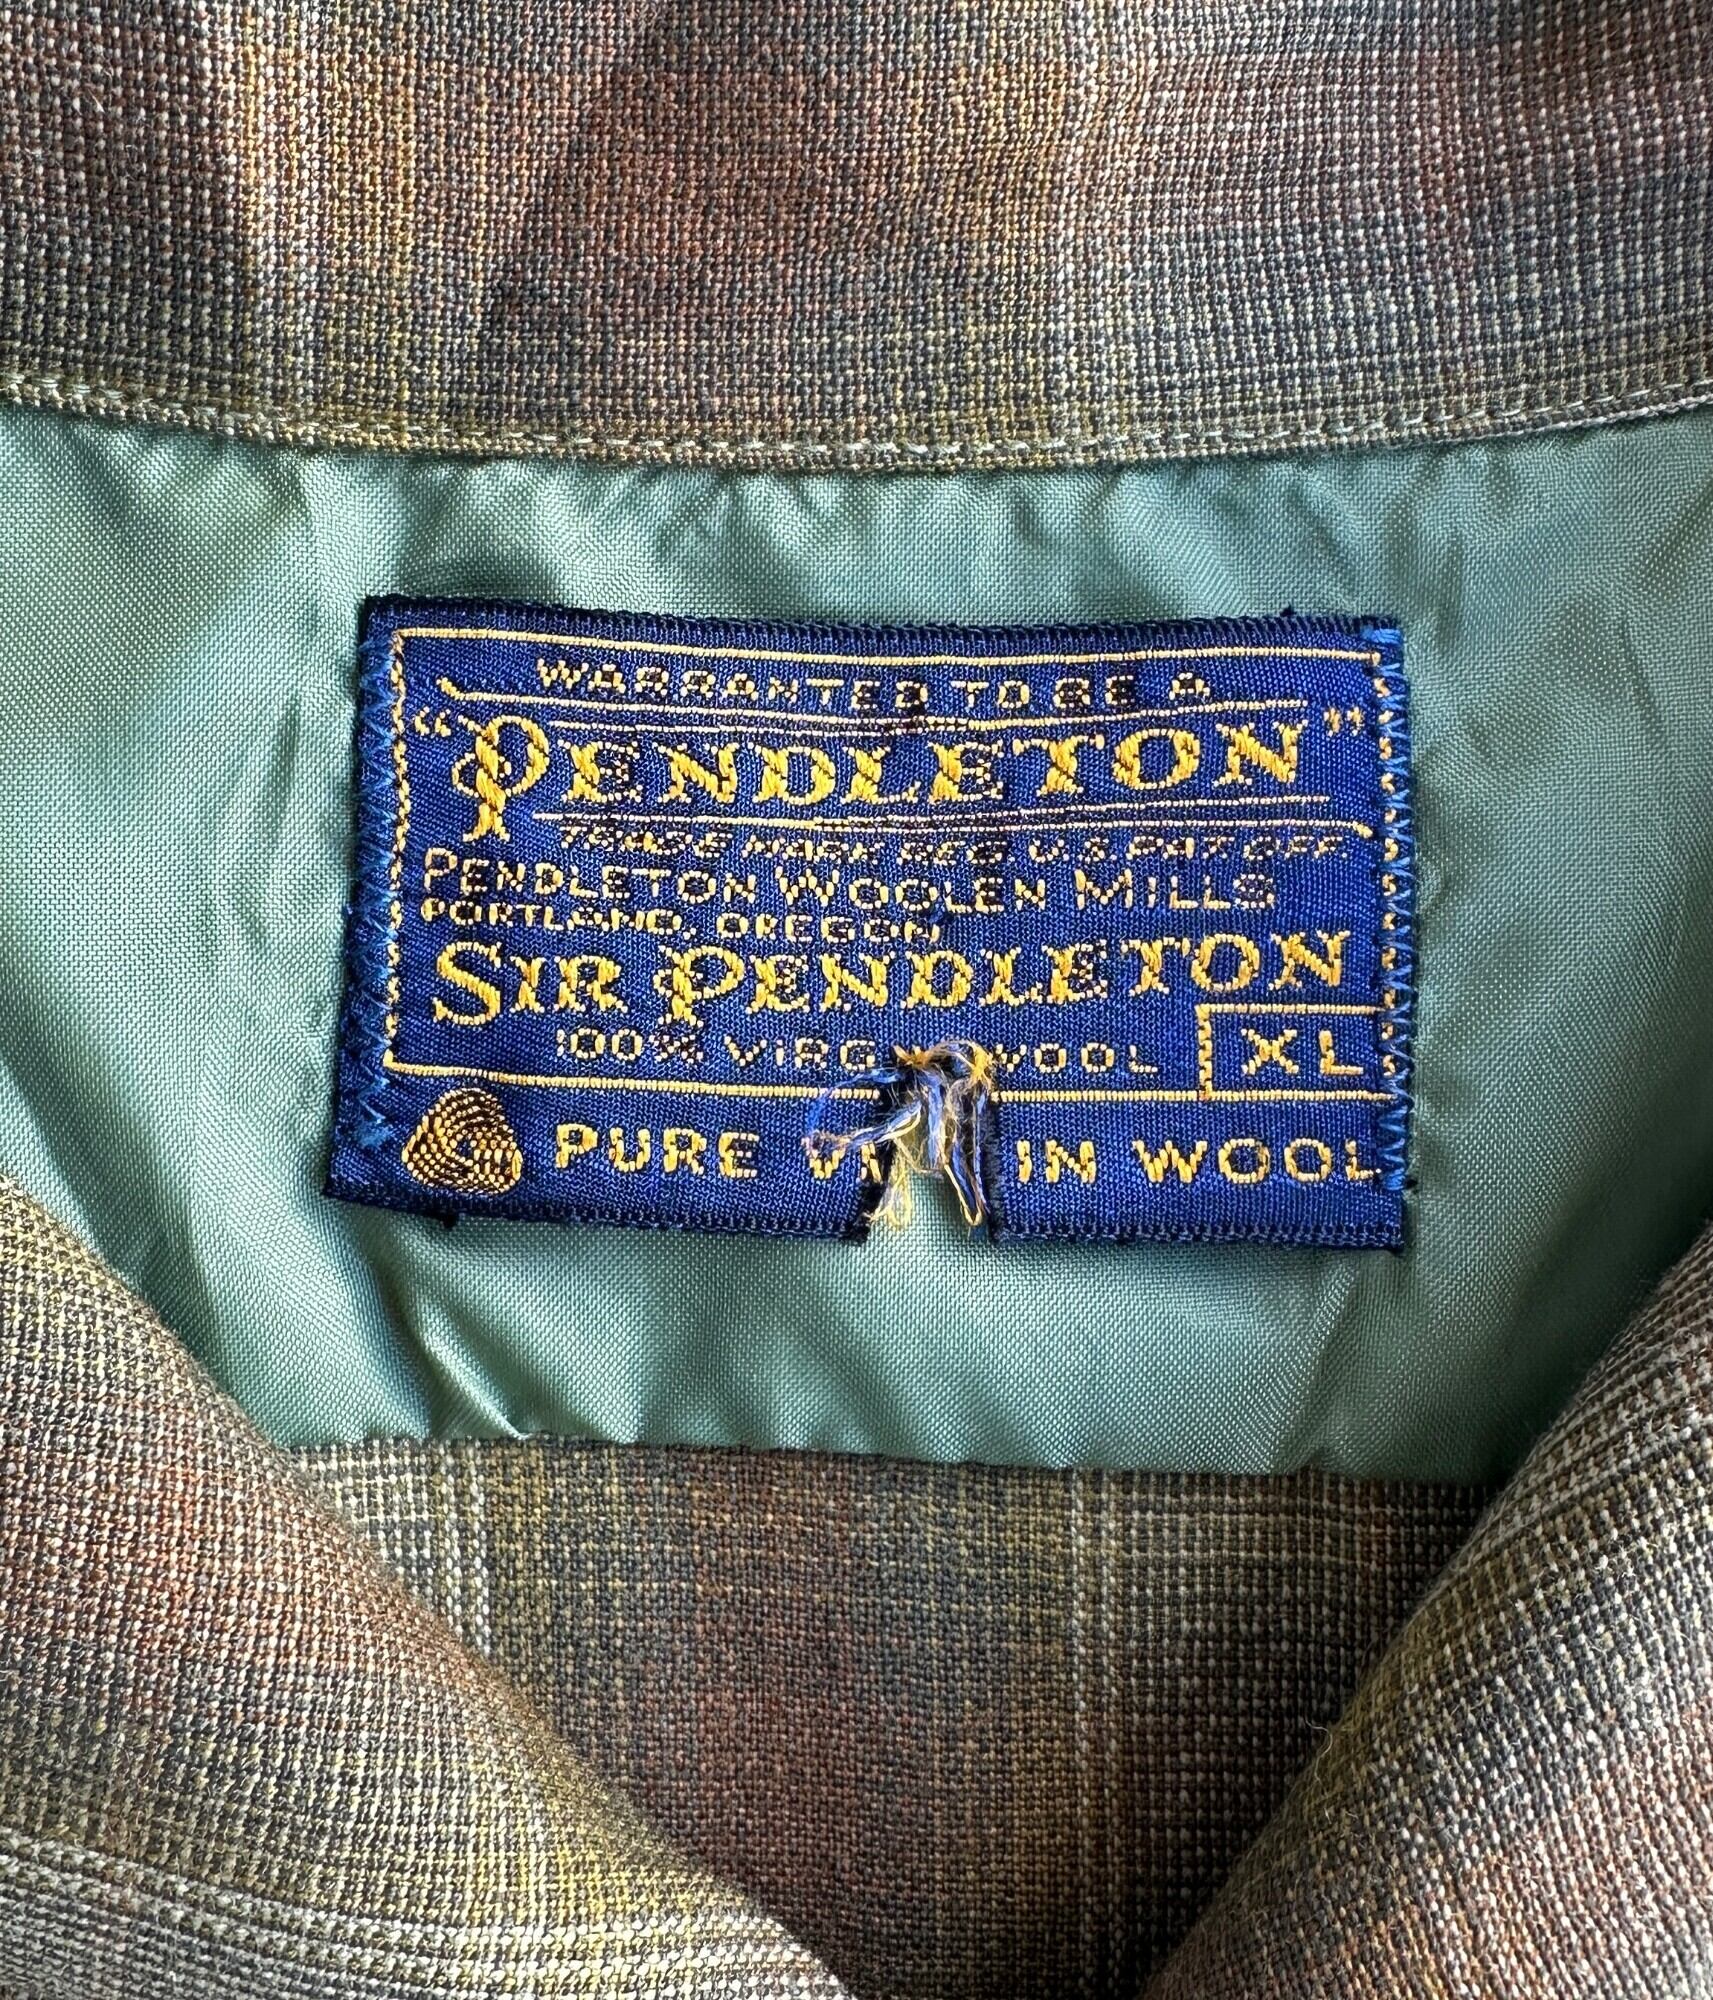 WARRANTED TO BE A
"PENDLETON"
TRADE MARK REG U.S. PAT. OFF.
PENDLETON WOOLEN MILLS
PORTLAND, OREGON
SIR PENDLETON
100% VIRG WOOL XL
PURE VI IN WOOL